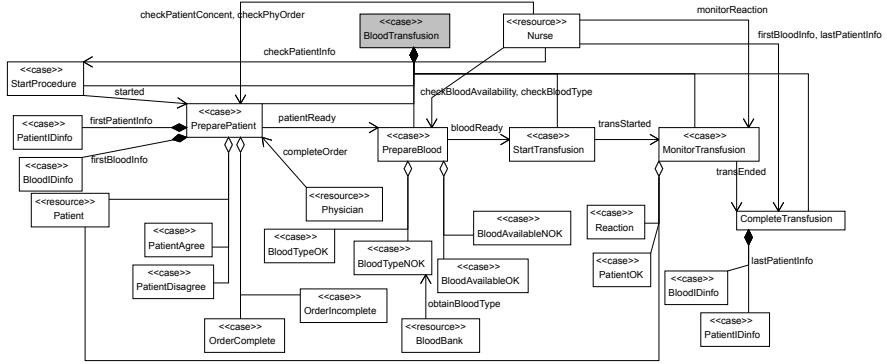 checkPatientConcent, checkPhyOrder
<<case>>
BloodTransfusion
<<resource>>
Nurse
monitorReaction
firstBloodInfo, lastPatientInfo
checkPatientInfo
<<case>>
StartProcedure
started
checkBloodAvailability, checkBloodType
<<case>>
PreparePatient
firstPatientInfo
patientReady
<<case>>
PatientIDinfo
<<case>>
PrepareBlood
bloodReady
<<case>>
StartTransfusion
transStarted
<<case>>
MonitorTransfusion
completeOrder
firstBloodInfo
<<case>>
BloodIDinfo
transEnded
<<resource>>
Patient
<<resource>>
Physician
<<case>>
CompleteTransfusion
<<case>>
Reaction
<<case>>
PatientAgree
<<case>>
BloodTypeOK
<<case>>
BloodTypeNOK
<<case>>
BloodAvailableNOK
<<case>>
BloodAvailableOK
<<case>>
PatientOK
lastPatientInfo
<<case>>
PatientDisagree
<<case>>
BloodIDinfo
<<case>>
OrderIncomplete
obtainBloodType
<<case>>
OrderComplete
<<resource>>
BloodBank
<<case>>
PatientIDinfo